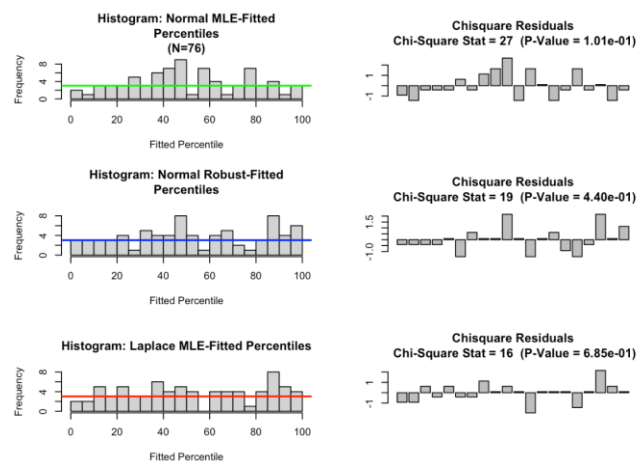 Histogram: Normal MLE-Fitted
Percentiles
(N=76)
Frequency
0 4 8
0 20 40 60 80 100
Fitted Percentile
Chisquare Residuals
Chi-Square Stat = 27 (P-Value = 1.01e-01)
-1 1
Histogram: Normal Robust-Fitted
Percentiles
Frequency
0 4 8
0 20 40 60 80 100
Fitted Percentile
Chisquare Residuals
Chi-Square Stat = 19 (P-Value = 4.40e-01)
-1.0 1.5
Histogram: Laplace MLE-Fitted Percentiles
Frequency
0 4 8
0 20 40 60 80 100
Fitted Percentile
Chisquare Residuals
Chi-Square Stat = 16 (P-Value = 6.85e-01)
-1 1